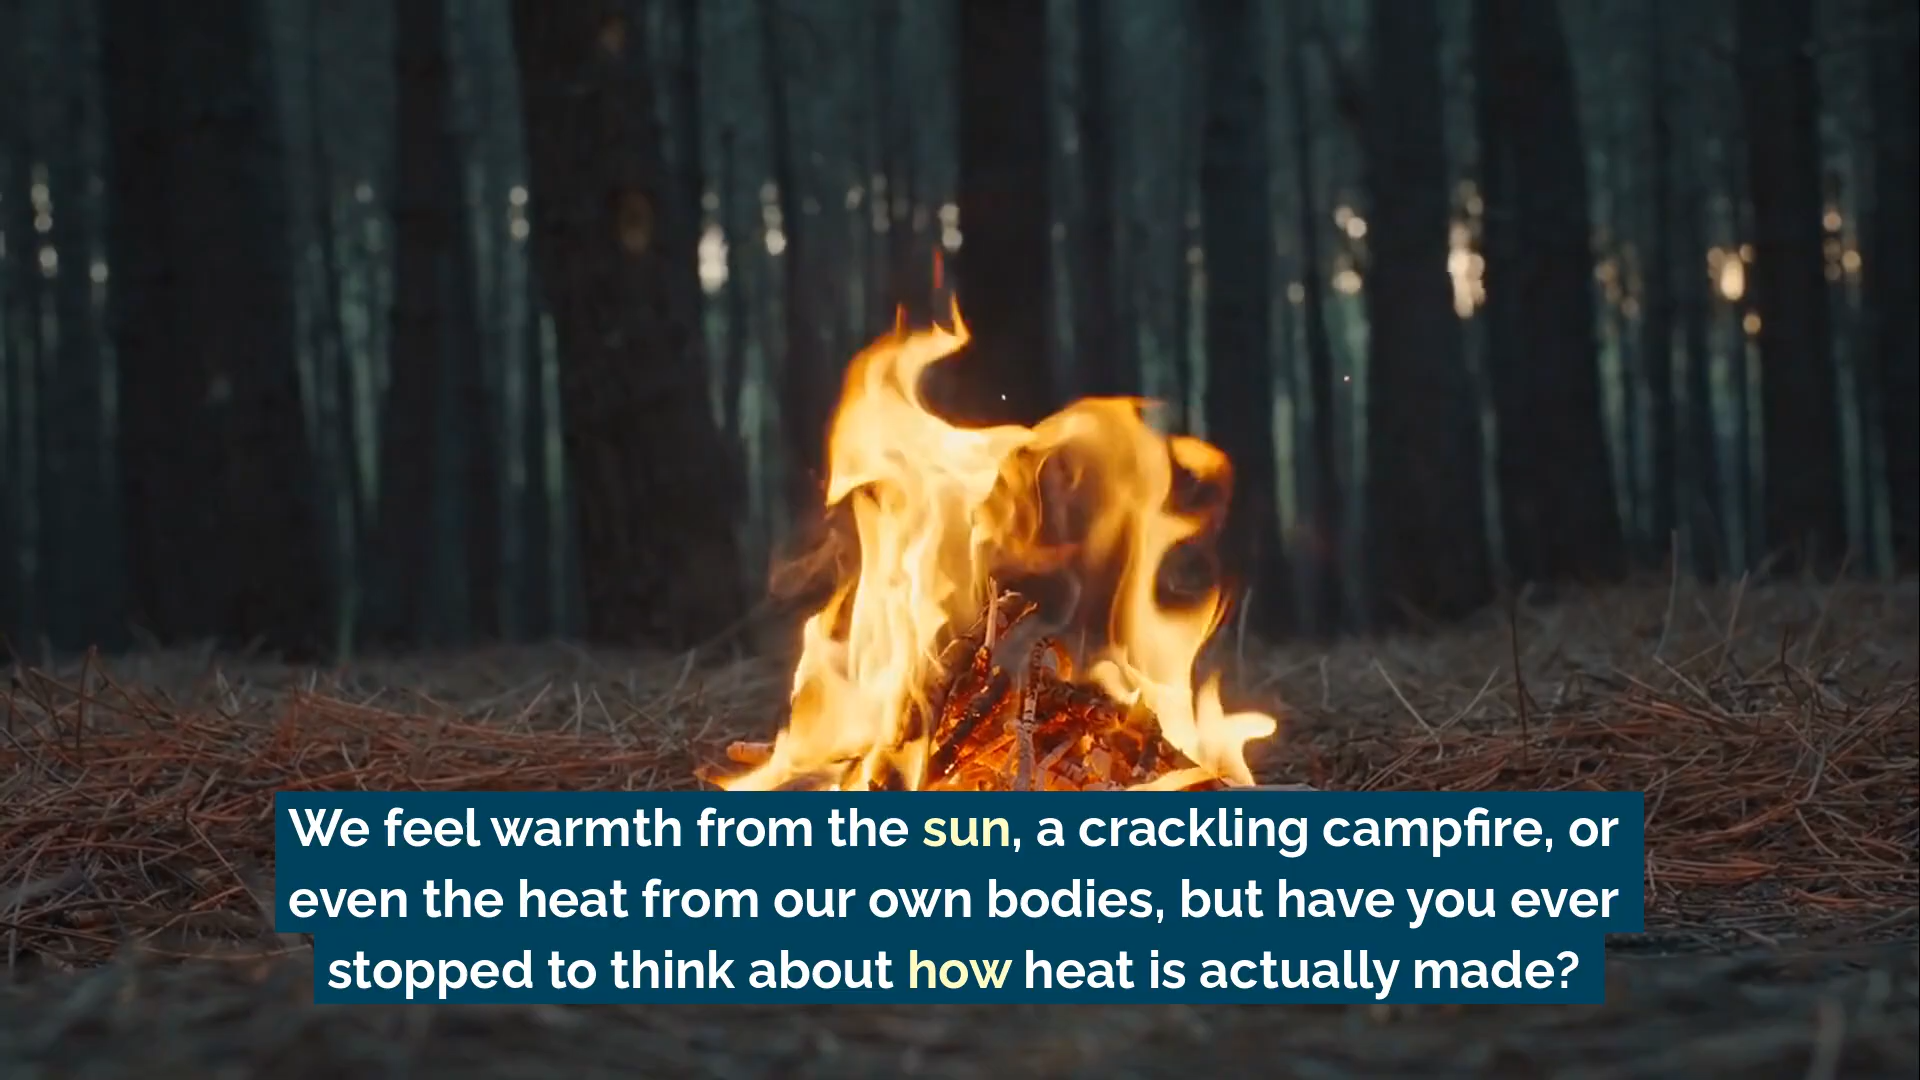 We feel warmth from the sun, a crackling campfire, or
even the heat from our own bodies, but have you ever
stopped to think about how heat is actually made?